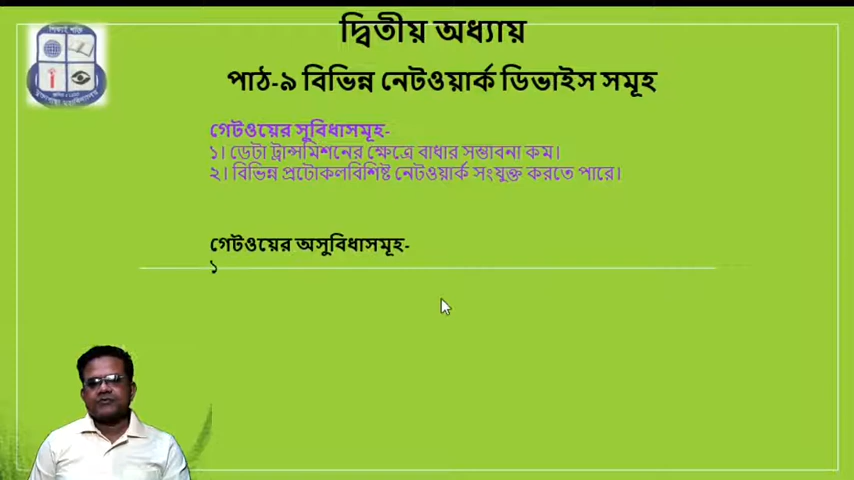 দ্বিতীয় অধ্যায়
পাঠ-৯ বিভিন্ন নেটওয়ার্ক ডিভাইস সমূহ
গেটওয়ের সুবিধাসমূহ-
১। ডেটা ট্রান্সমিশনের ক্ষেত্রে বাধার সম্ভাবনা কম।
২। বিভিন্ন প্রটোকলবিশিষ্ট নেটওয়ার্ক সংযুক্ত করতে পারে।
গেটওয়ের অসুবিধাসমূহ-
১